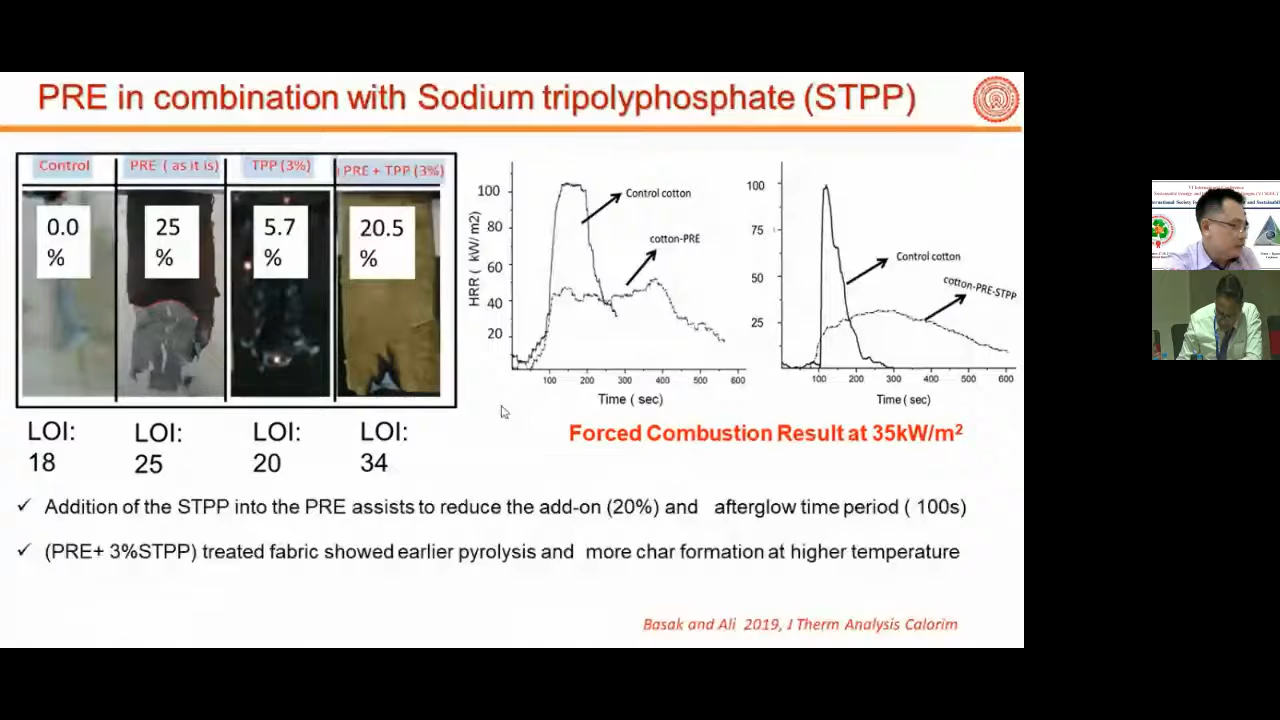 PRE in combination with Sodium tripolyphosphate (STPP)
Control
PRE ( as it is)
TPP (3%)
PRE + TPP (3%)
0.0
%
25
%
5.7
%
20.5
%
LOI:
18
LOI:
25
LOI:
20
LOI:
34
HRR ( kW/ m2)
100
80
60
40
20
Control cotton
cotton-PRE
100 200 300 400 500 600
Time ( sec)
100
75
50
25
Control cotton
cotton-PRE-STPP
100 200 300 400 500 600
Time ( sec)
Forced Combustion Result at 35kW/m2
✓ Addition of the STPP into the PRE assists to reduce the add-on (20%) and afterglow time period ( 100s)
✓ (PRE+ 3%STPP) treated fabric showed earlier pyrolysis and more char formation at higher temperature
Basak and Ali 2019, J Therm Analysis Calorim
VI International Conference